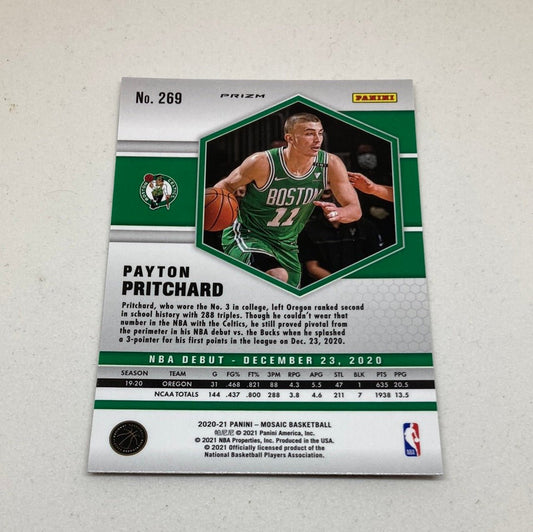 No. 269
PRIZM
PANINI
BOSTON
11
PAYTON
PRITCHARD
Pritchard, who wore the No. 3 in college, left Oregon ranked second
in school history with 288 triples. Though he couldn't wear that
number in the NBA with the Celtics, he still proved pivotal from
the perimeter in his NBA debut vs. the Bucks when he splashed
a 3-pointer for his first points in the league on Dec. 23, 2020.
NBA DEBUT - DECEMBER 23, 2020
SEASON TEAM G FG% FT% 3PM RPG APG STL BLK PTS PPG
19-20 OREGON 31 .468 .821 88 4.3 5.5 47 1 635 20.5
NCAA TOTALS 144 .437 .800 288 3.8 4.6 211 7 1938 13.5
2020-21 PANINI – MOSAIC BASKETBALL
帕尼尼 © 2021 Panini America, Inc.
© 2021 NBA Properties, Inc. Produced in the USA.
© 2021 Officially licensed product of the
National Basketball Players Association.